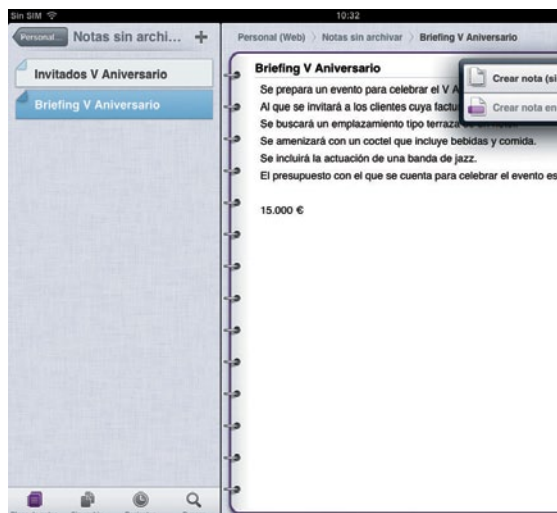 Sin SIM 10:32
Personal... Notas sin archi... +
Personal (Web) Notas sin archivar Briefing V Aniversario
Invitados V Aniversario
Briefing V Aniversario
Briefing V Aniversario
Se prepara un evento para celebrar el V A
Al que se invitará a los clientes cuya factu
Se buscará un emplazamiento tipo terraza
Se amenizará con un coctel que incluye bebidas y comida.
Se incluirá la actuación de una banda de jazz.
El presupuesto con el que se cuenta para celebrar el evento es
15.000 €
Crear nota (si
Crear nota en